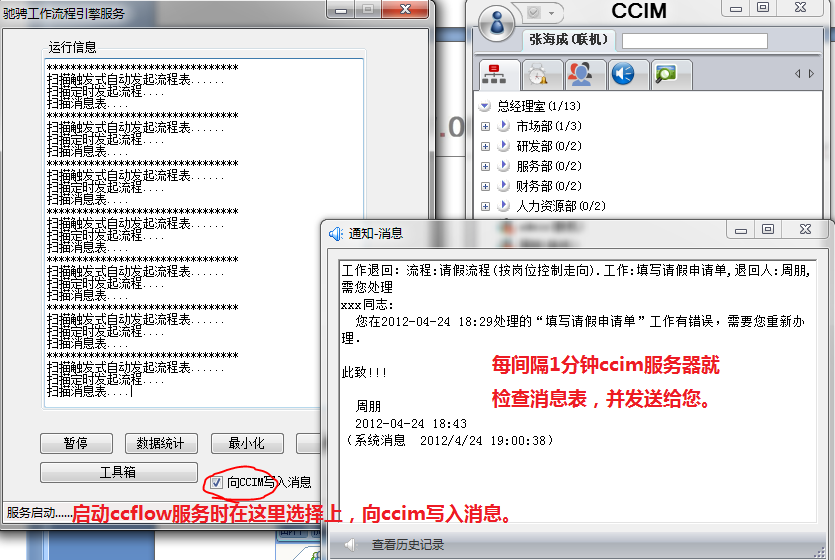 驰骋工作流程引擎服务
运行信息
********************************
扫描触发式自动发起流程表......
扫描定时发起流程....
扫描消息表....
********************************
扫描触发式自动发起流程表......
扫描定时发起流程....
扫描消息表....
********************************
扫描触发式自动发起流程表......
扫描定时发起流程....
扫描消息表....
********************************
扫描触发式自动发起流程表......
扫描定时发起流程....
扫描消息表....
********************************
扫描触发式自动发起流程表......
扫描定时发起流程....
扫描消息表....
********************************
扫描触发式自动发起流程表......
扫描定时发起流程....
扫描消息表....
********************************
扫描触发式自动发起流程表......
扫描定时发起流程....
扫描消息表....
暂停
数据统计
最小化
工具箱
向CCIM写入消息
服务启动......
启动ccflow服务时在这里选择上，向ccim写入消息。
CCIM
张海成(联机)
总经理室(1/13)
市场部(1/3)
研发部(0/2)
服务部(0/2)
财务部(0/2)
人力资源部(0/2)
通知-消息
工作退回: 流程:请假流程(按岗位控制走向).工作:填写请假申请单,退回人:周朋,
需您处理
xxx同志:
您在2012-04-24 18:29处理的“填写请假申请单”工作有错误，需要您重新办
理.
此致!!!
周朋
2012-04-24 18:43
(系统消息 2012/4/24 19:00:38)
每间隔1分钟ccim服务器就
检查消息表，并发送给您。
查看历史记录